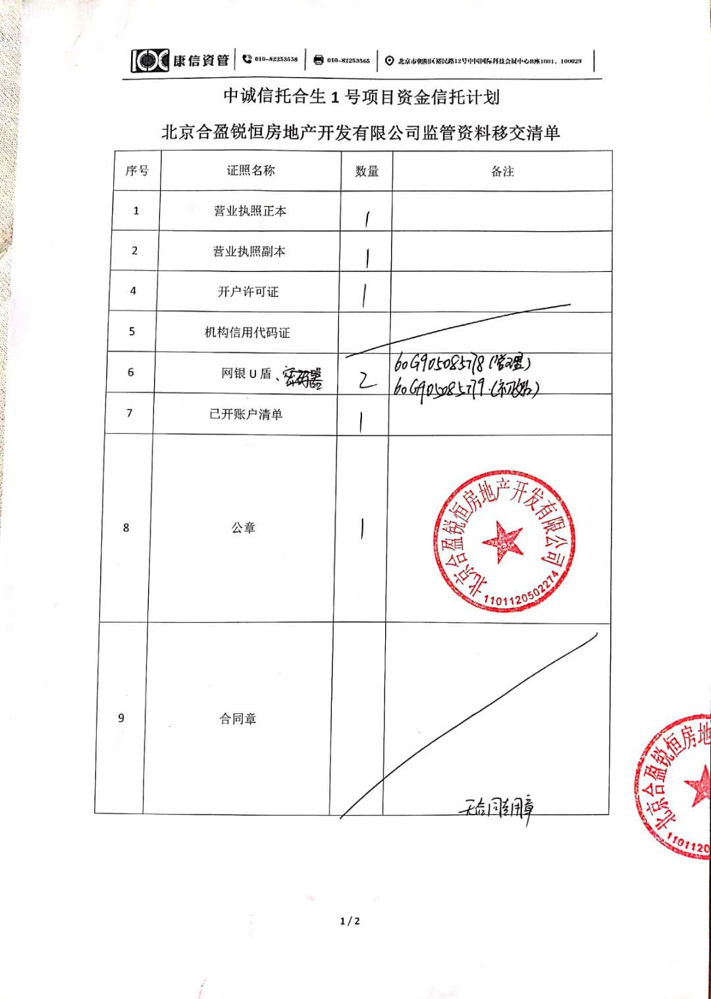 康信資管 010-82253558 010-82253565 北京市朝阳区裕民路12号中国国际科技会展中心B座1001，100029
中诚信托合生1号项目资金信托计划
北京合盈锐恒房地产开发有限公司监管资料移交清单
序号 证照名称 数量 备注
1 营业执照正本 1
2 营业执照副本 1
4 开户许可证 1
5 机构信用代码证
6 网银U盾、密码器 2 60G905085778(管理)
60G905085779.(初始)
7 已开账户清单 1
8 公章 1
北京合盈锐恒房地产开发有限公司
1101120502274
9 合同章
无合同专用章
北京合盈锐恒房地
1101120
1 / 2